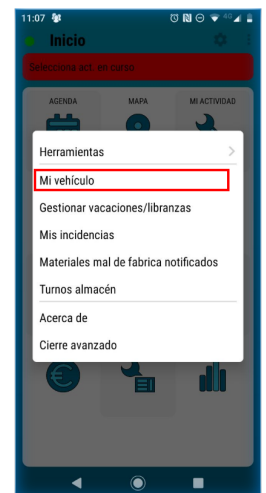 11:07
4G
Inicio
Selecciona act. en curso
AGENDA MAPA MI ACTIVIDAD
Herramientas
Mi vehículo
Gestionar vacaciones/libranzas
Mis incidencias
Materiales mal de fabrica notificados
Turnos almacén
Acerca de
Cierre avanzado